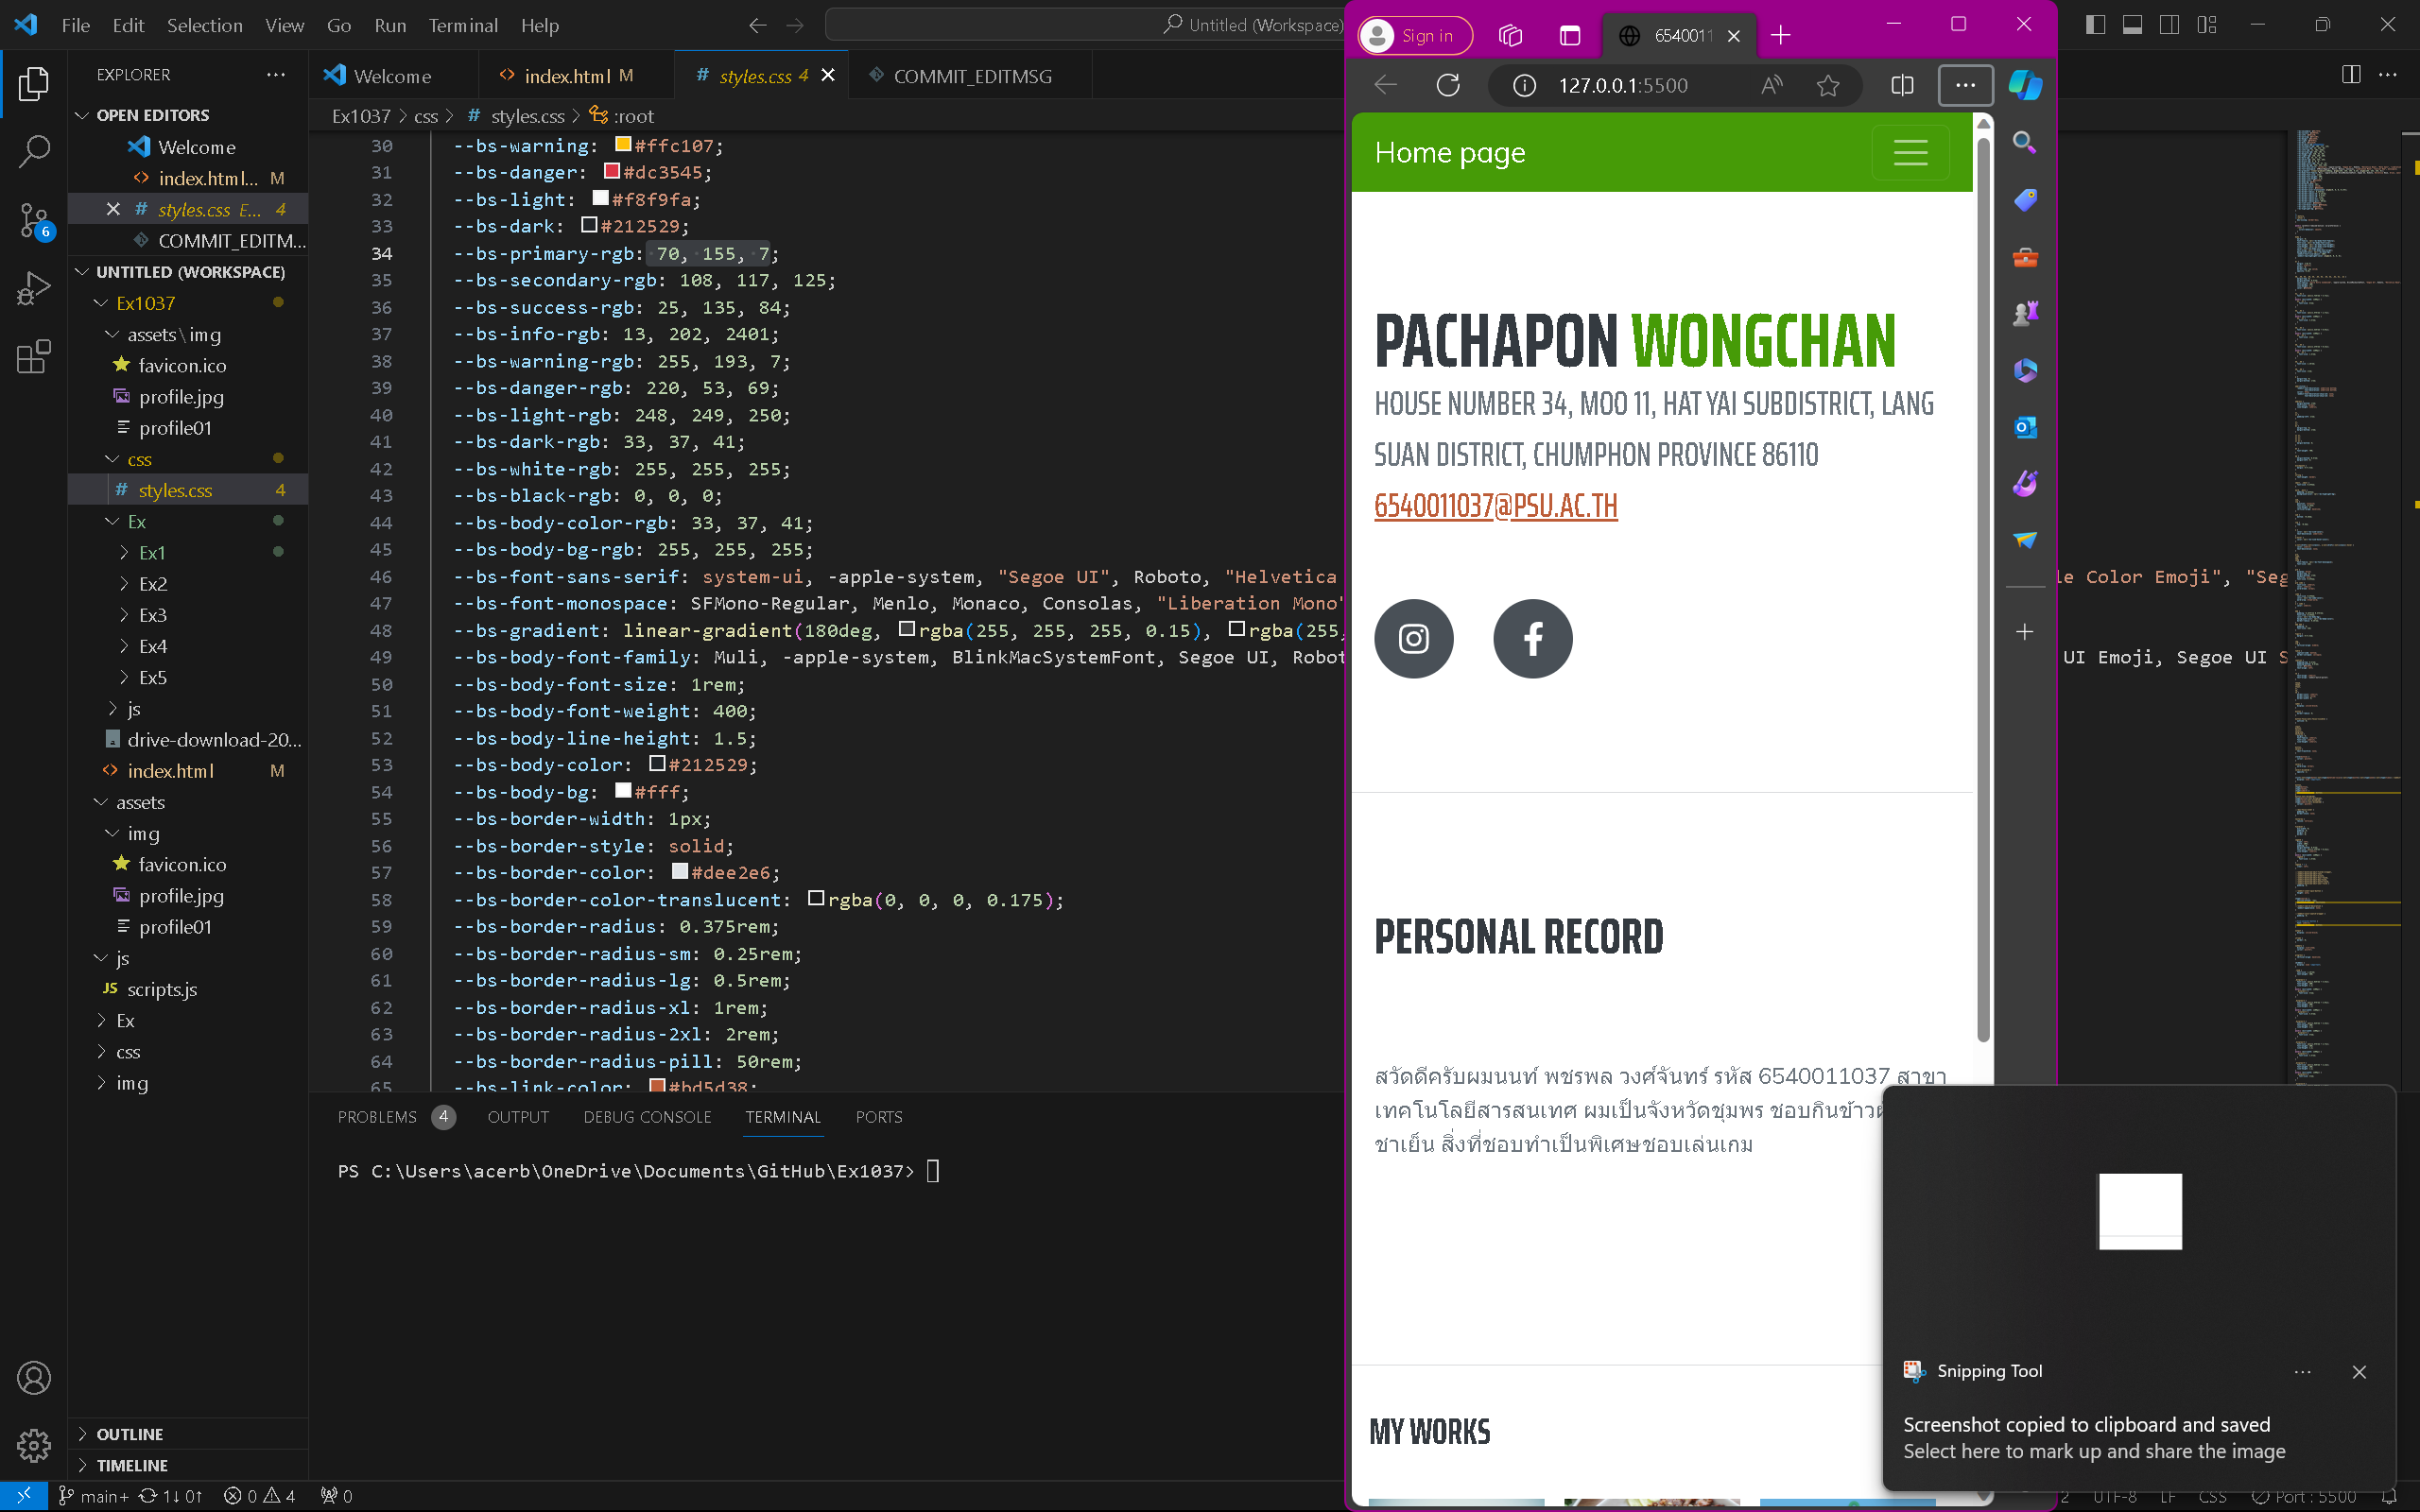 File Edit Selection View Go Run Terminal Help
Untitled (Workspace)
EXPLORER
OPEN EDITORS
Welcome
index.html... M
styles.css E... 4
COMMIT_EDITM...
UNTITLED (WORKSPACE)
Ex1037
assets\img
favicon.ico
profile.jpg
profile01
css
styles.css 4
Ex
Ex1
Ex2
Ex3
Ex4
Ex5
js
drive-download-20...
index.html M
assets
img
favicon.ico
profile.jpg
profile01
js
JS scripts.js
Ex
css
img
OUTLINE
TIMELINE
6
Welcome
index.html M
# styles.css 4
COMMIT_EDITMSG
Ex1037 > css > # styles.css > :root
30 --bs-warning: #ffc107;
31 --bs-danger: #dc3545;
32 --bs-light: #f8f9fa;
33 --bs-dark: #212529;
34 --bs-primary-rgb: 70, 155, 7;
35 --bs-secondary-rgb: 108, 117, 125;
36 --bs-success-rgb: 25, 135, 84;
37 --bs-info-rgb: 13, 202, 2401;
38 --bs-warning-rgb: 255, 193, 7;
39 --bs-danger-rgb: 220, 53, 69;
40 --bs-light-rgb: 248, 249, 250;
41 --bs-dark-rgb: 33, 37, 41;
42 --bs-white-rgb: 255, 255, 255;
43 --bs-black-rgb: 0, 0, 0;
44 --bs-body-color-rgb: 33, 37, 41;
45 --bs-body-bg-rgb: 255, 255, 255;
46 --bs-font-sans-serif: system-ui, -apple-system, "Segoe UI", Roboto, "Helvetica
le Color Emoji", "Seg
47 --bs-font-monospace: SFMono-Regular, Menlo, Monaco, Consolas, "Liberation Mono"
48 --bs-gradient: linear-gradient(180deg, rgba(255, 255, 255, 0.15), rgba(255,
49 --bs-body-font-family: Muli, -apple-system, BlinkMacSystemFont, Segoe UI, Robot
UI Emoji, Segoe UI S
50 --bs-body-font-size: 1rem;
51 --bs-body-font-weight: 400;
52 --bs-body-line-height: 1.5;
53 --bs-body-color: #212529;
54 --bs-body-bg: #fff;
55 --bs-border-width: 1px;
56 --bs-border-style: solid;
57 --bs-border-color: #dee2e6;
58 --bs-border-color-translucent: rgba(0, 0, 0, 0.175);
59 --bs-border-radius: 0.375rem;
60 --bs-border-radius-sm: 0.25rem;
61 --bs-border-radius-lg: 0.5rem;
62 --bs-border-radius-xl: 1rem;
63 --bs-border-radius-2xl: 2rem;
64 --bs-border-radius-pill: 50rem;
65 --bs-link-color: #bd5d38;
PROBLEMS 4 OUTPUT DEBUG CONSOLE TERMINAL PORTS
PS C:\Users\acerb\OneDrive\Documents\GitHub\Ex1037>
main+ 1↓ 0↑ 0 4 0
2 UTF-8 LF CSS Port : 5500
Sign in
6540011
127.0.0.1:5500
Home page
PACHAPON WONGCHAN
HOUSE NUMBER 34, MOO 11, HAT YAI SUBDISTRICT, LANG
SUAN DISTRICT, CHUMPHON PROVINCE 86110
6540011037@PSU.AC.TH
PERSONAL RECORD
สวัดดีครับผมนนท์ พชรพล วงศ์จันทร์ รหัส 6540011037 สาขา
เทคโนโลยีสารสนเทศ ผมเป็นจังหวัดชุมพร ชอบกินข้าว
ชาเย็น สิ่งที่ชอบทำเป็นพิเศษชอบเล่นเกม
MY WORKS
Snipping Tool
Screenshot copied to clipboard and saved
Select here to mark up and share the image